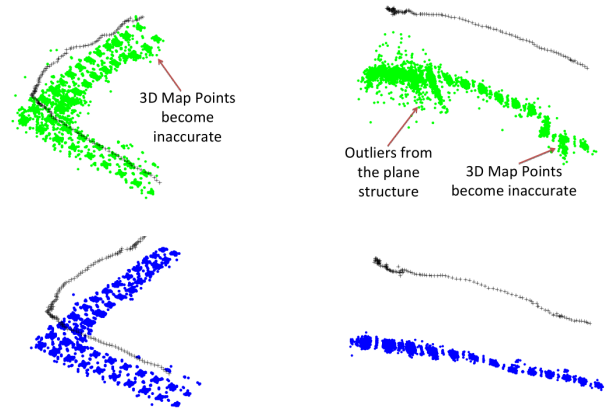 3D Map Points
become
inaccurate
Outliers from
the plane
structure
3D Map Points
become inaccurate